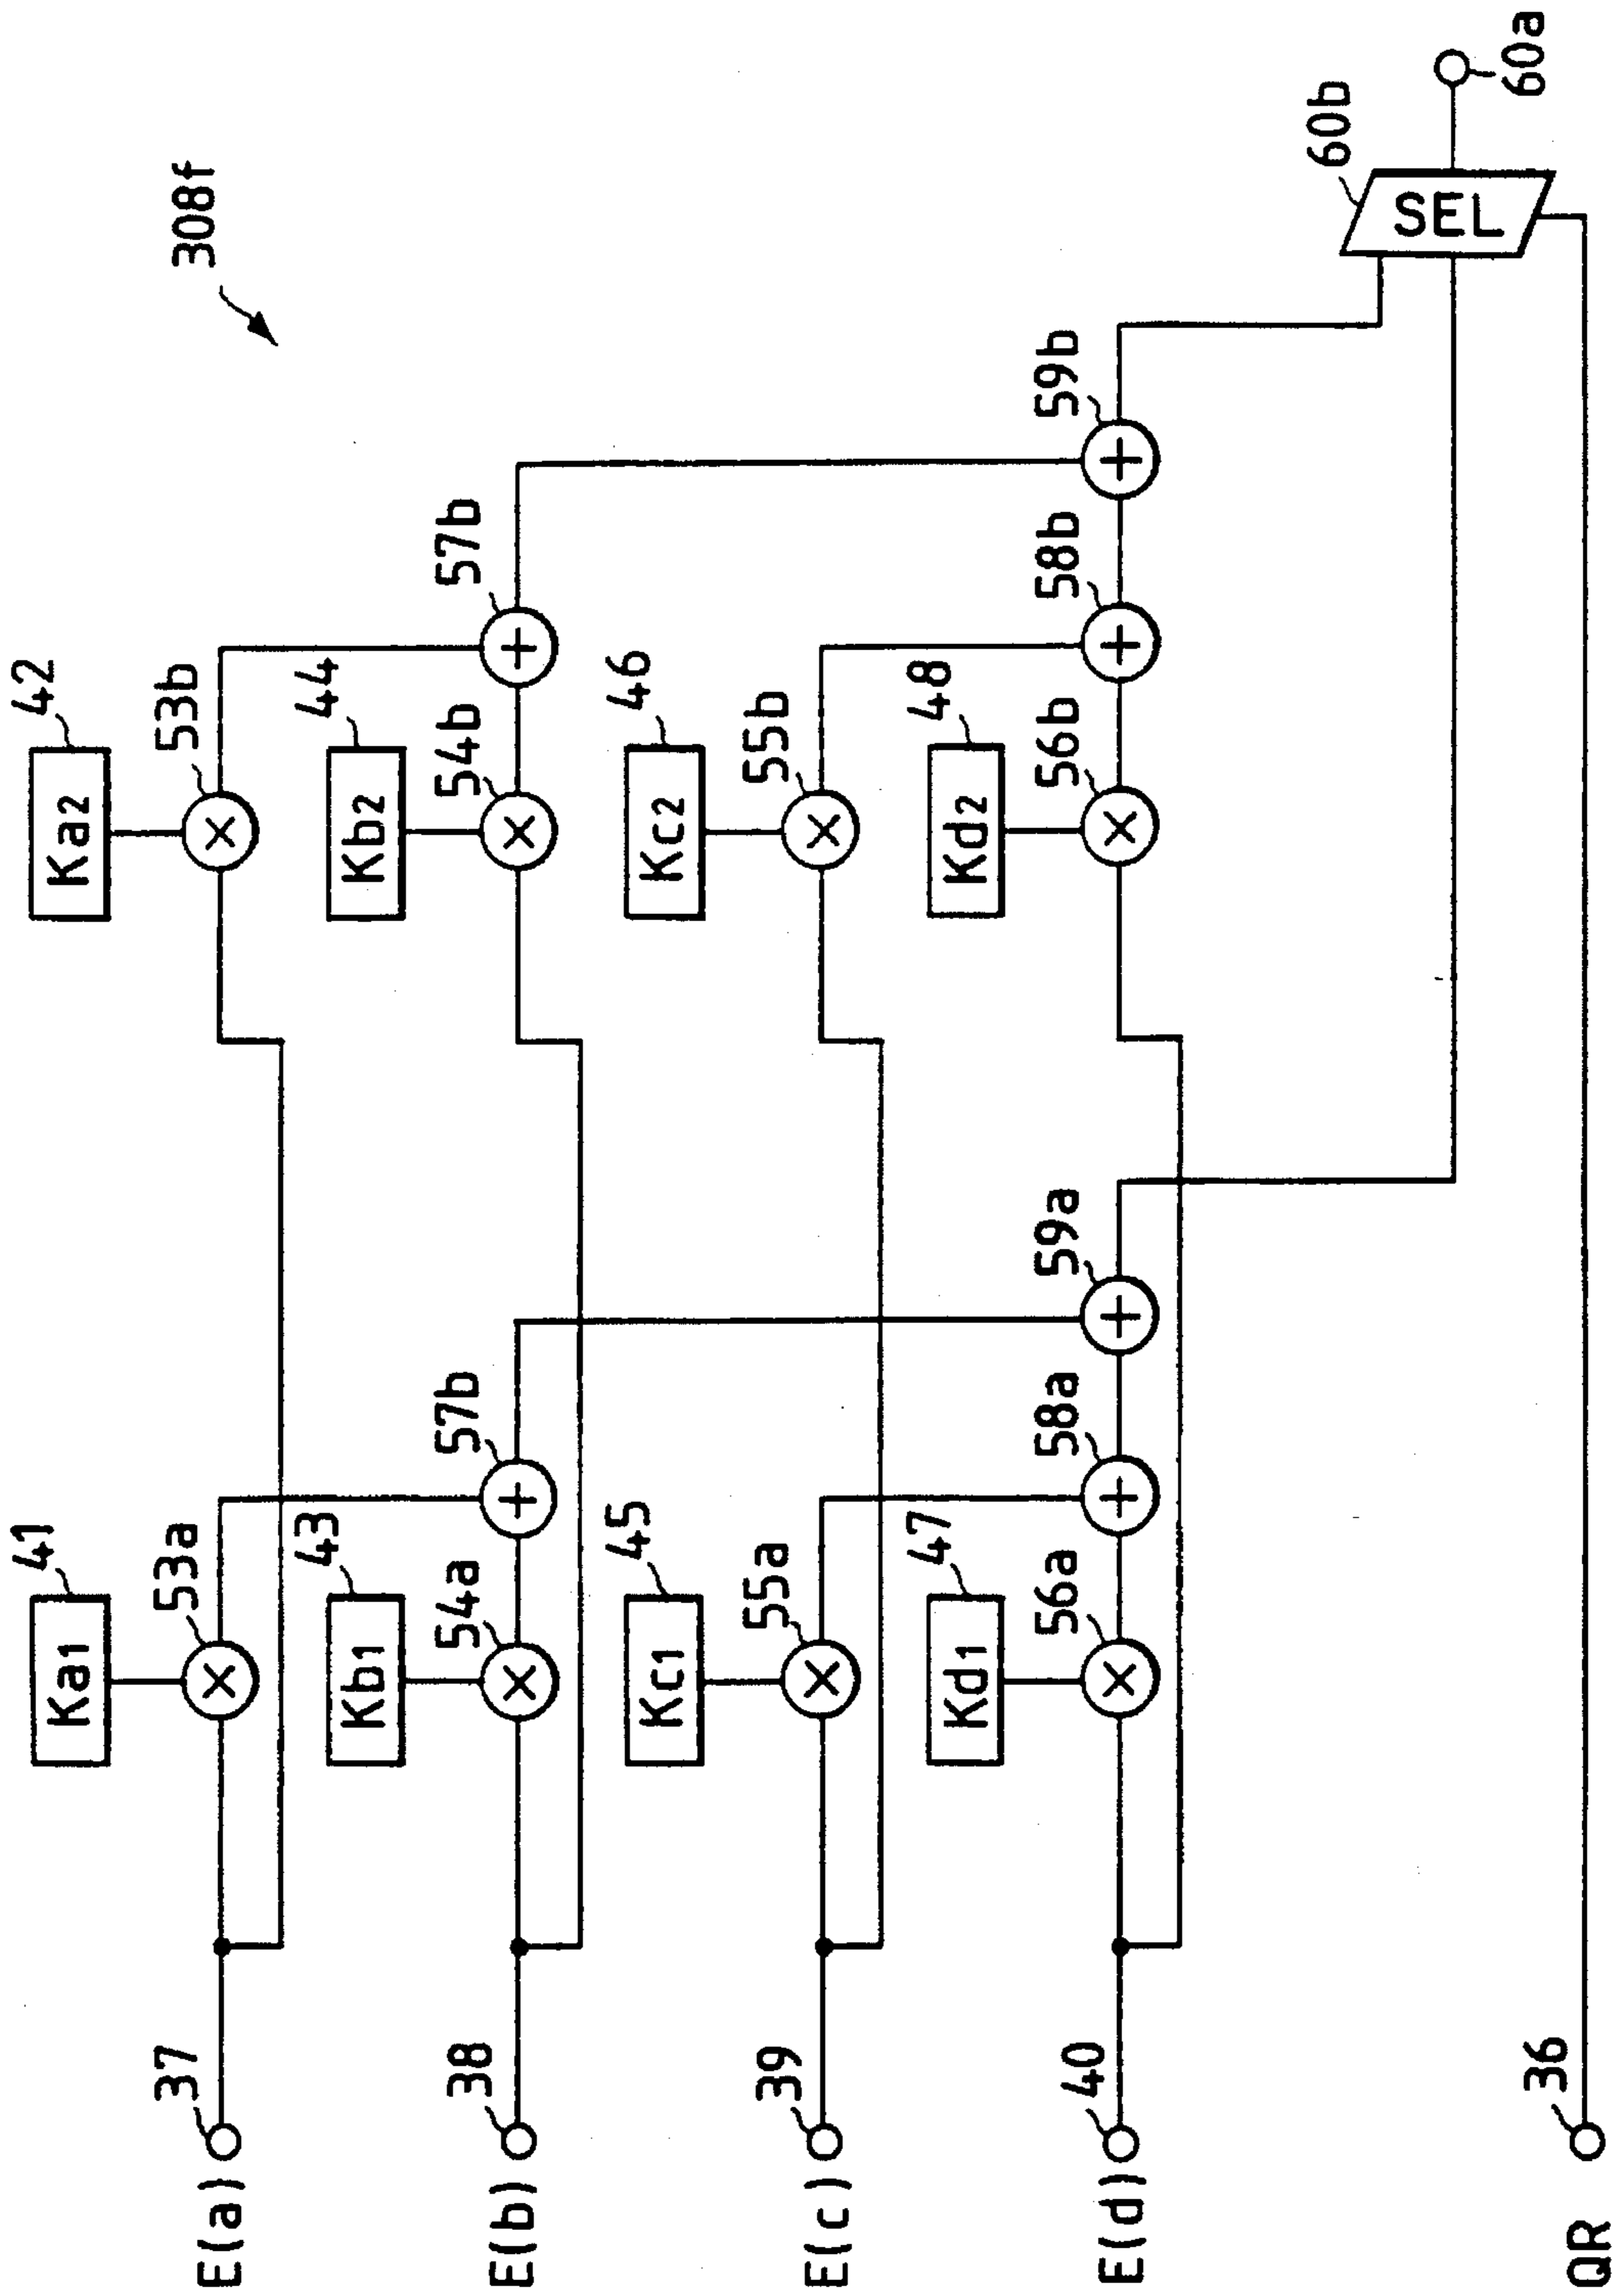 308f
41
42
Ka1
Ka2
53a
53b
37
E(a)
43
44
Kb1
Kb2
54a
57b
54b
57b
38
E(b)
45
46
Kc1
Kc2
55a
55b
39
E(c)
47
48
Kd1
Kd2
56a
58a
59a
56b
58b
59b
40
E(d)
60b
SEL
60a
36
QR